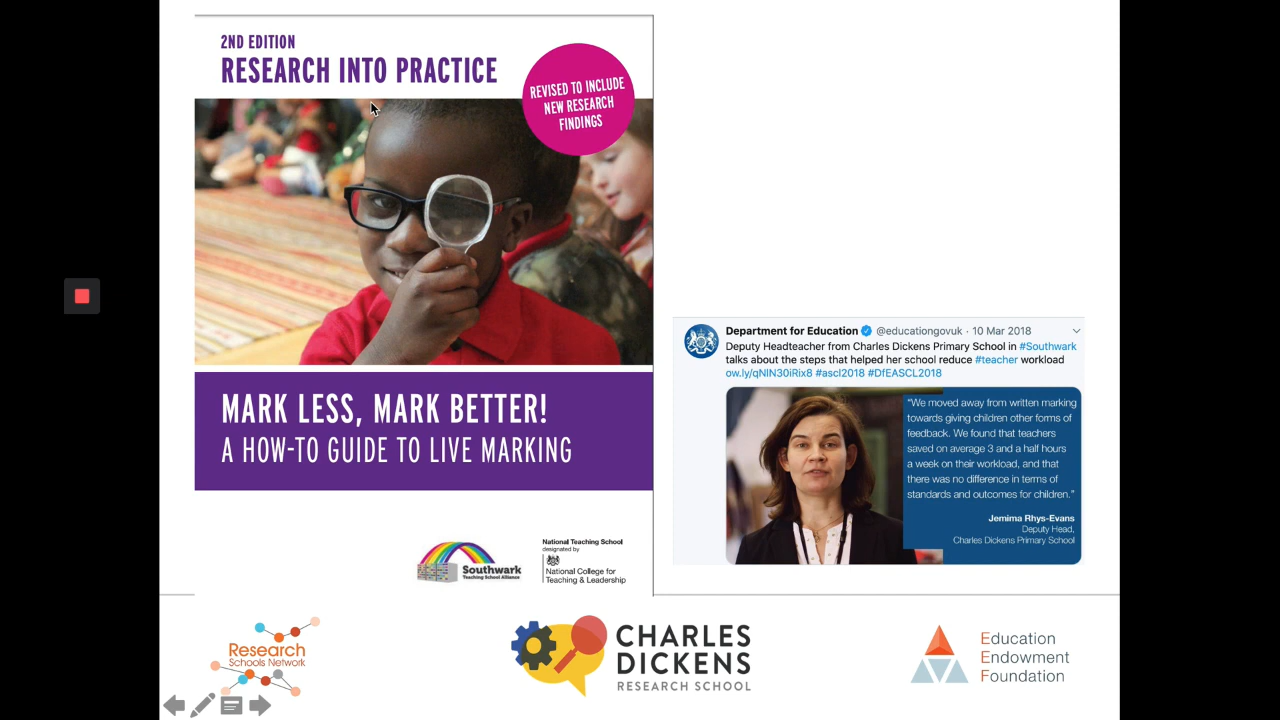 2ND EDITION
RESEARCH INTO PRACTICE
REVISED TO INCLUDE
NEW RESEARCH
FINDINGS
MARK LESS, MARK BETTER!
A HOW-TO GUIDE TO LIVE MARKING
Southwark
Teaching School Alliance
National Teaching School
designated by
National College for
Teaching & Leadership
Department for Education @educationgovuk · 10 Mar 2018
Deputy Headteacher from Charles Dickens Primary School in #Southwark
talks about the steps that helped her school reduce #teacher workload
ow.ly/qNlN30iRix8 #ascl2018 #DfEASCL2018
“We moved away from written marking
towards giving children other forms of
feedback. We found that teachers
saved on average 3 and a half hours
a week on their workload, and that
there was no difference in terms of
standards and outcomes for children.”
Jemima Rhys-Evans
Deputy Head,
Charles Dickens Primary School
Research
Schools Network
CHARLES
DICKENS
RESEARCH SCHOOL
Education
Endowment
Foundation